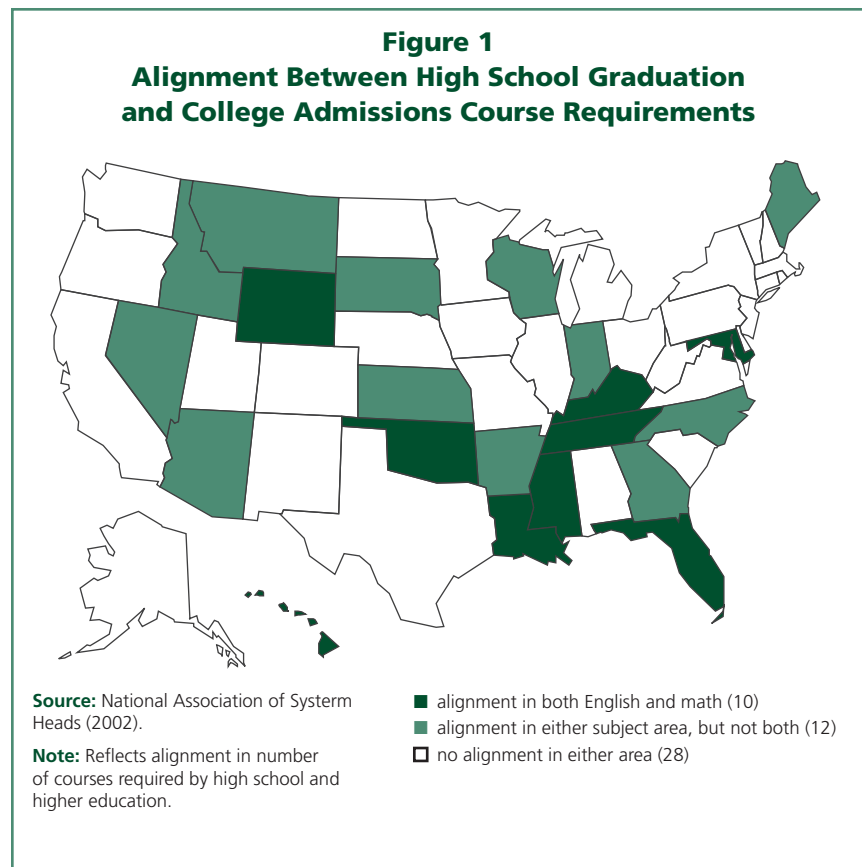 Figure 1
Alignment Between High School Graduation
and College Admissions Course Requirements
Source: National Association of Systerm
Heads (2002).
Note: Reflects alignment in number
of courses required by high school and
higher education.
alignment in both English and math (10)
alignment in either subject area, but not both (12)
no alignment in either area (28)